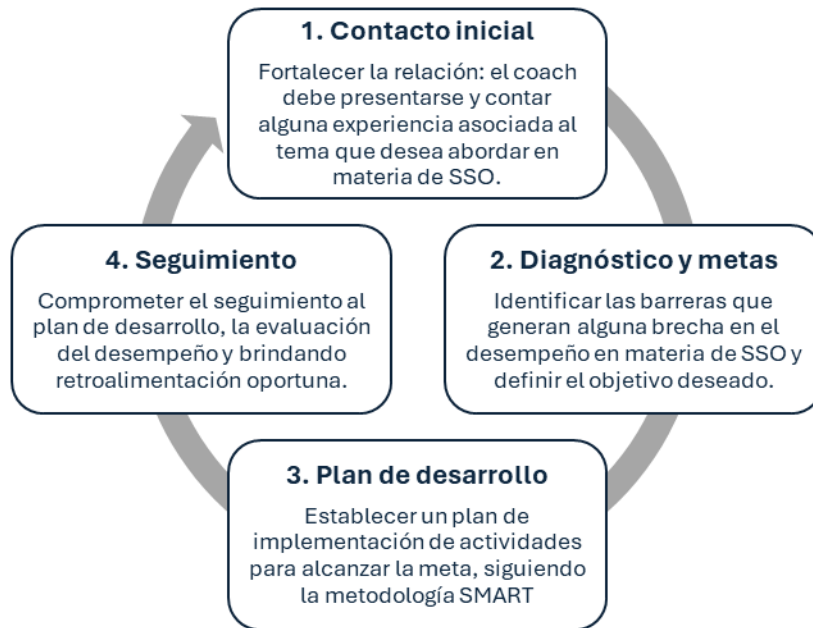 1. Contacto inicial
Fortalecer la relación: el coach
debe presentarse y contar
alguna experiencia asociada al
tema que desea abordar en
materia de SSO.
2. Diagnóstico y metas
Identificar las barreras que
generan alguna brecha en el
desempeño en materia de SSO y
definir el objetivo deseado.
3. Plan de desarrollo
Establecer un plan de
implementación de actividades
para alcanzar la meta, siguiendo
la metodología SMART
4. Seguimiento
Comprometer el seguimiento al
plan de desarrollo, la evaluación
del desempeño y brindando
retroalimentación oportuna.